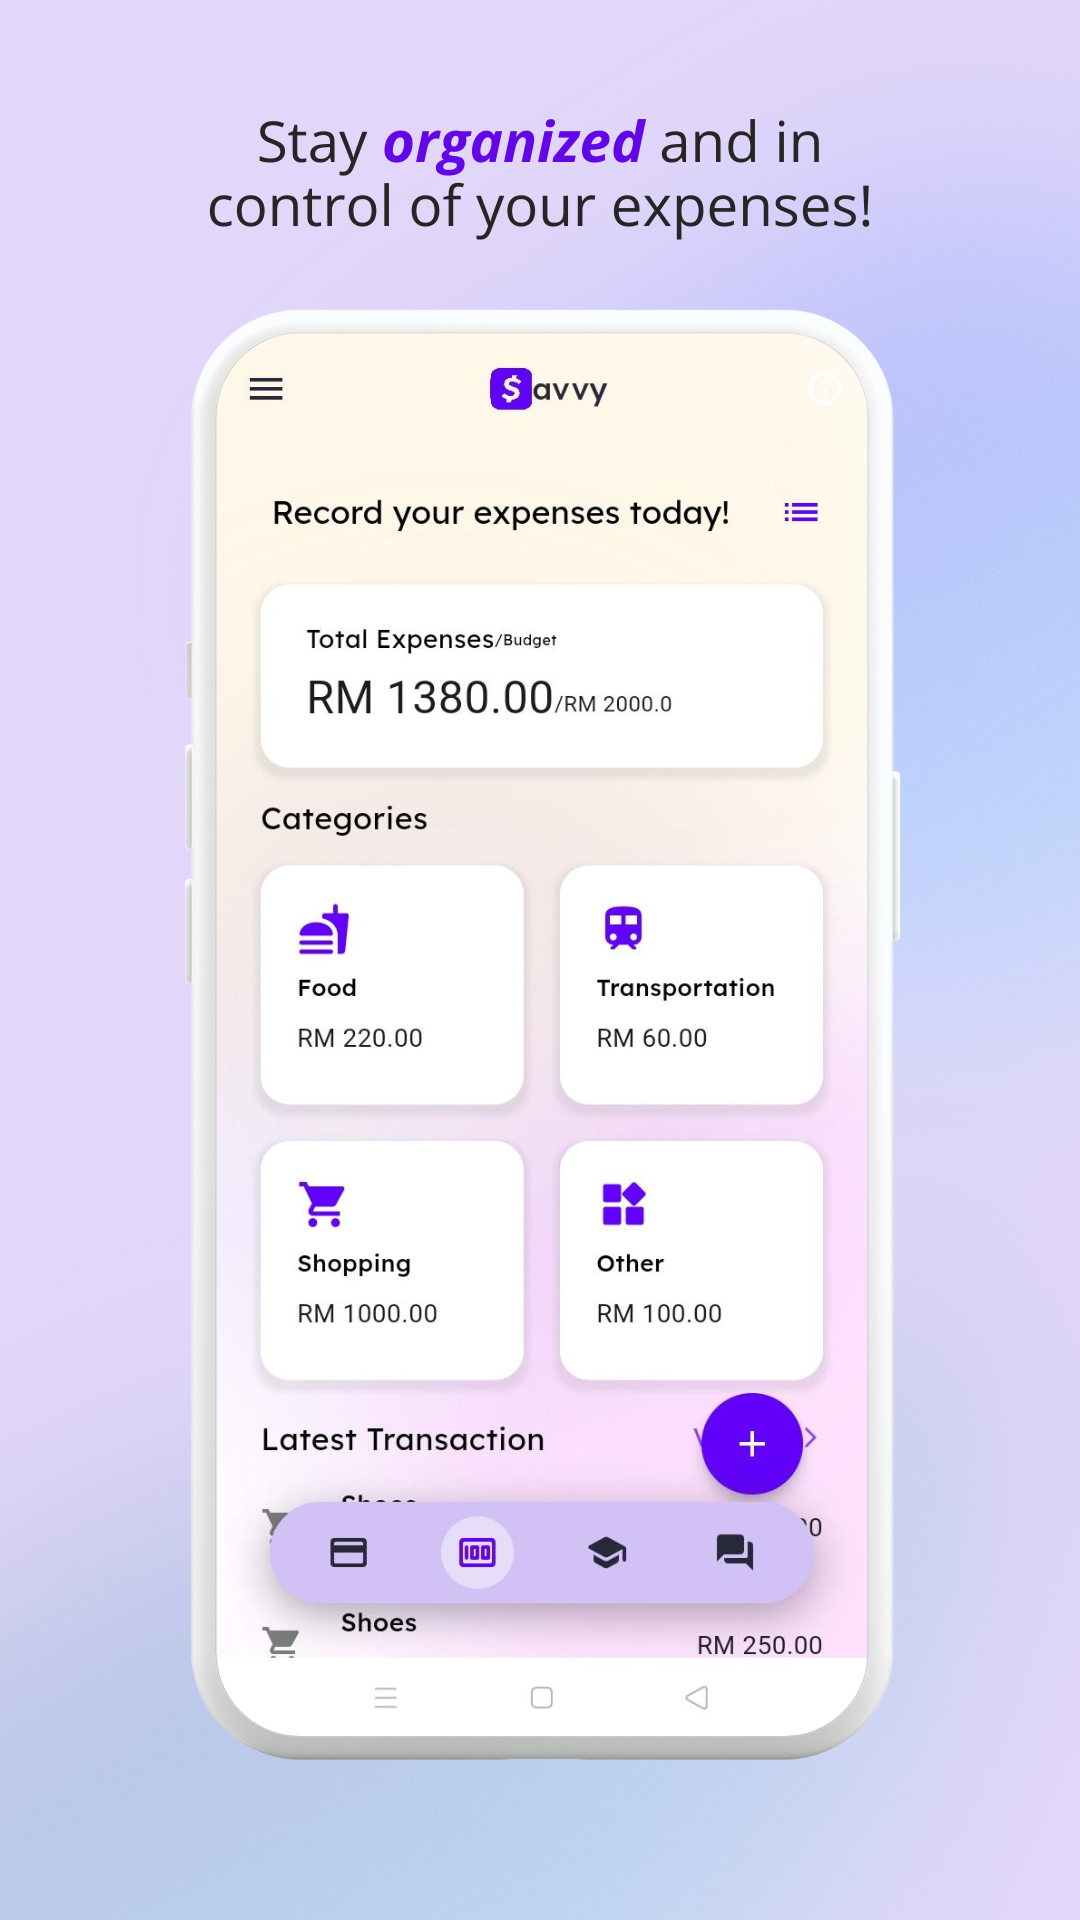 Stay organized and in
control of your expenses!
$avvy
Record your expenses today!
Total Expenses/Budget
RM 1380.00/RM 2000.0
Categories
Food
RM 220.00
Transportation
RM 60.00
Shopping
RM 1000.00
Other
RM 100.00
Latest Transaction
Shoes
100
Shoes
RM 250.00